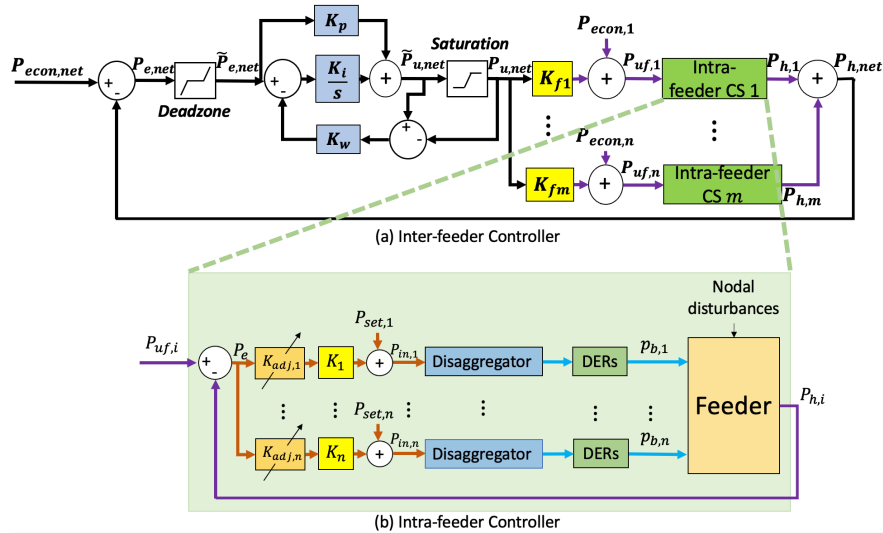 P_econ,net
+
-
P_e,net
Deadzone
P̃_e,net
+
-
K_p
K_i
s
+
P̃_u,net
Saturation
P_u,net
K_w
+
-
K_f1
P_econ,1
+
P_uf,1
Intra-
feeder CS 1
P_h,1
+
P_h,net
K_fm
P_econ,n
+
P_uf,n
Intra-feeder
CS m
P_h,m
(a) Inter-feeder Controller
Nodal
disturbances
P_uf,i
+
-
P_e
K_adj,1
K_1
P_set,1
+
P_in,1
Disaggregator
DERs
p_b,1
Feeder
P_h,i
K_adj,n
K_n
P_set,n
+
P_in,n
Disaggregator
DERs
p_b,n
(b) Intra-feeder Controller